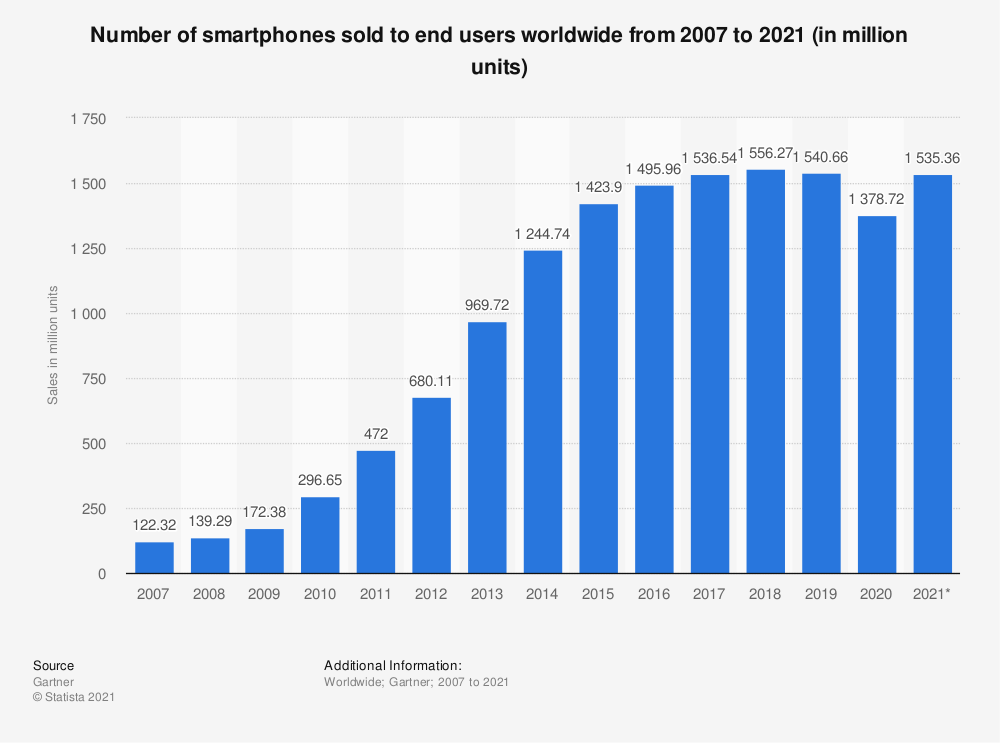 Number of smartphones sold to end users worldwide from 2007 to 2021 (in million
units)
1 750
1 500
1 250
1 000
750
500
250
0
Sales in million units
122.32
139.29
172.38
296.65
472
680.11
969.72
1 244.74
1 423.9
1 495.96
1 536.54
1 556.27
1 540.66
1 378.72
1 535.36
2007 2008 2009 2010 2011 2012 2013 2014 2015 2016 2017 2018 2019 2020 2021*
Source
Gartner
© Statista 2021
Additional Information:
Worldwide; Gartner; 2007 to 2021